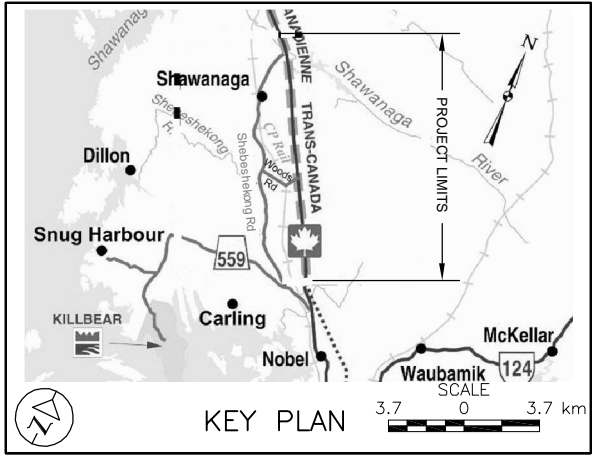 CANADIENNE
TRANS-CANADA
Shawanaga
Shawanaga
River
N
PROJECT LIMITS
Shawanaga
Shebeshekong
R.
CP Rail
Woods
Rd
Shebeshekong Rd
Dillon
Snug Harbour
559
KILLBEAR
Carling
Nobel
McKellar
Waubamik
124
N
KEY PLAN
SCALE
3.7 0 3.7 km